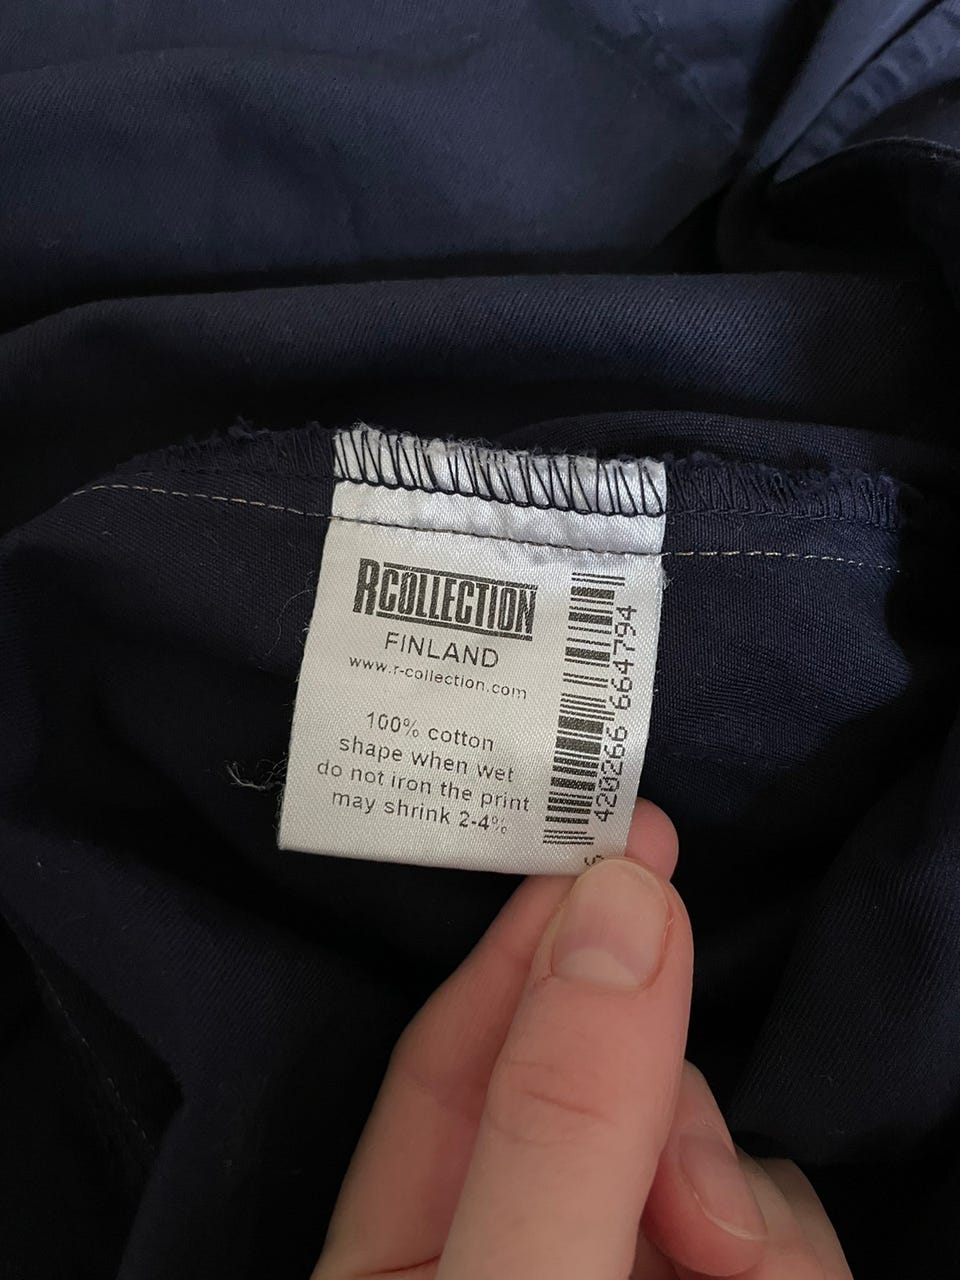 RCOLLECTION
FINLAND
www.r-collection.com
100% cotton
shape when wet
do not iron the print
may shrink 2-4%
420266 664794